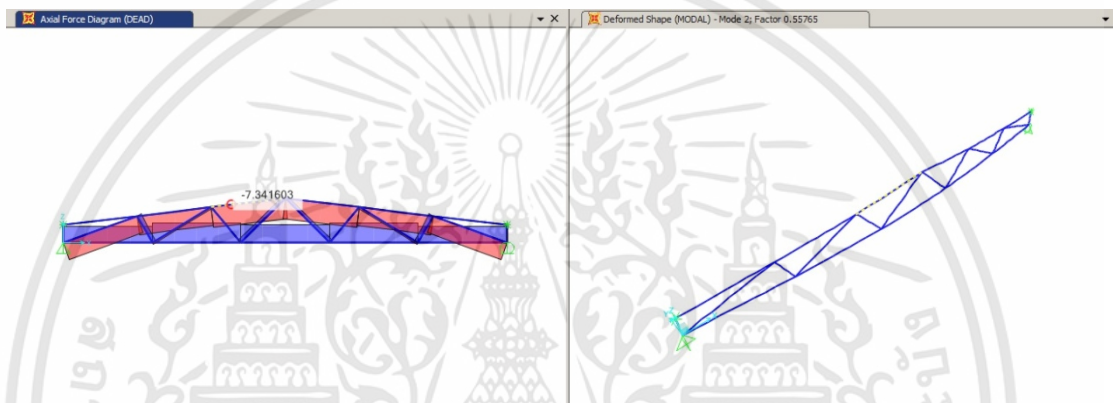 Axial Force Diagram (DEAD)
Deformed Shape (MODAL) - Mode 2; Factor 0.55765
-7.341603